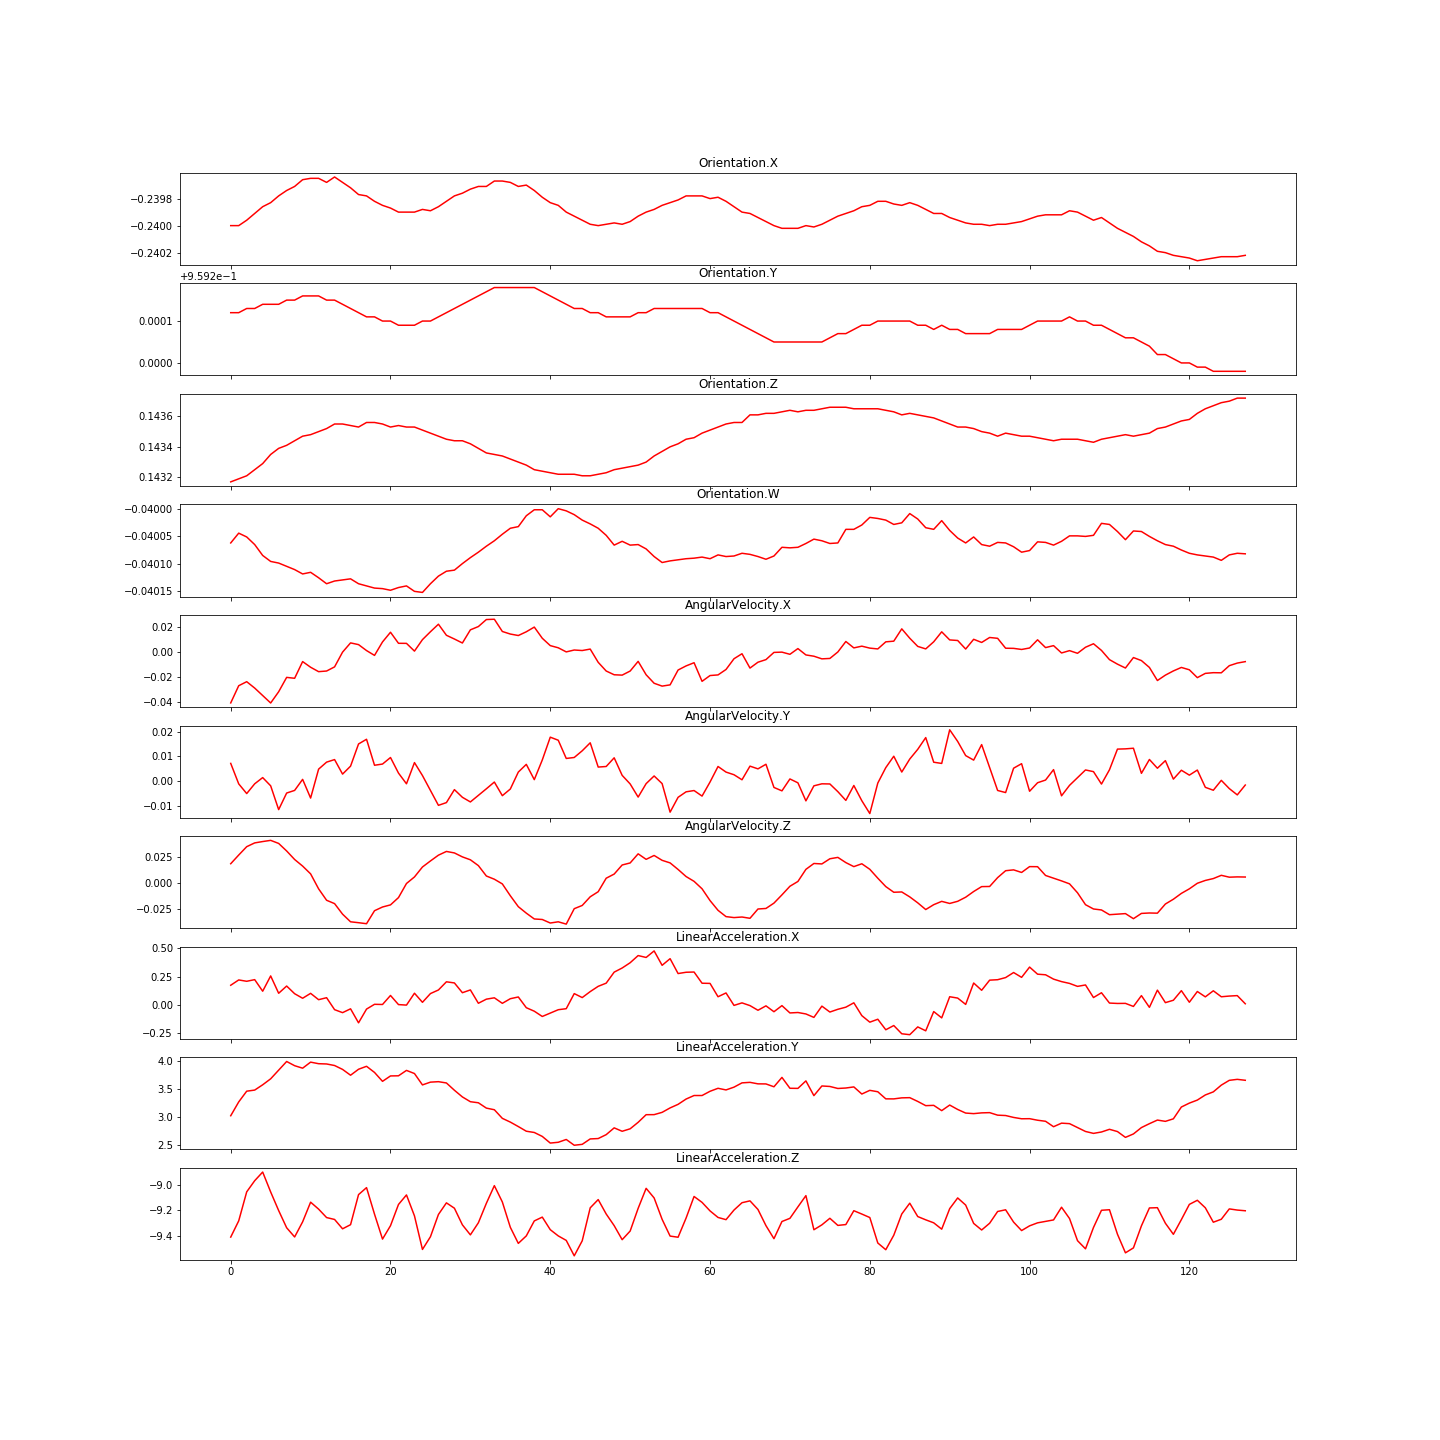 Orientation.X
−0.2398
−0.2400
−0.2402
+9.592e−1
Orientation.Y
0.0001
0.0000
Orientation.Z
0.1436
0.1434
0.1432
Orientation.W
−0.04000
−0.04005
−0.04010
−0.04015
AngularVelocity.X
0.02
0.00
−0.02
−0.04
AngularVelocity.Y
0.02
0.01
0.00
−0.01
AngularVelocity.Z
0.025
0.000
−0.025
LinearAcceleration.X
0.50
0.25
0.00
−0.25
LinearAcceleration.Y
4.0
3.5
3.0
2.5
LinearAcceleration.Z
−9.0
−9.2
−9.4
0 20 40 60 80 100 120